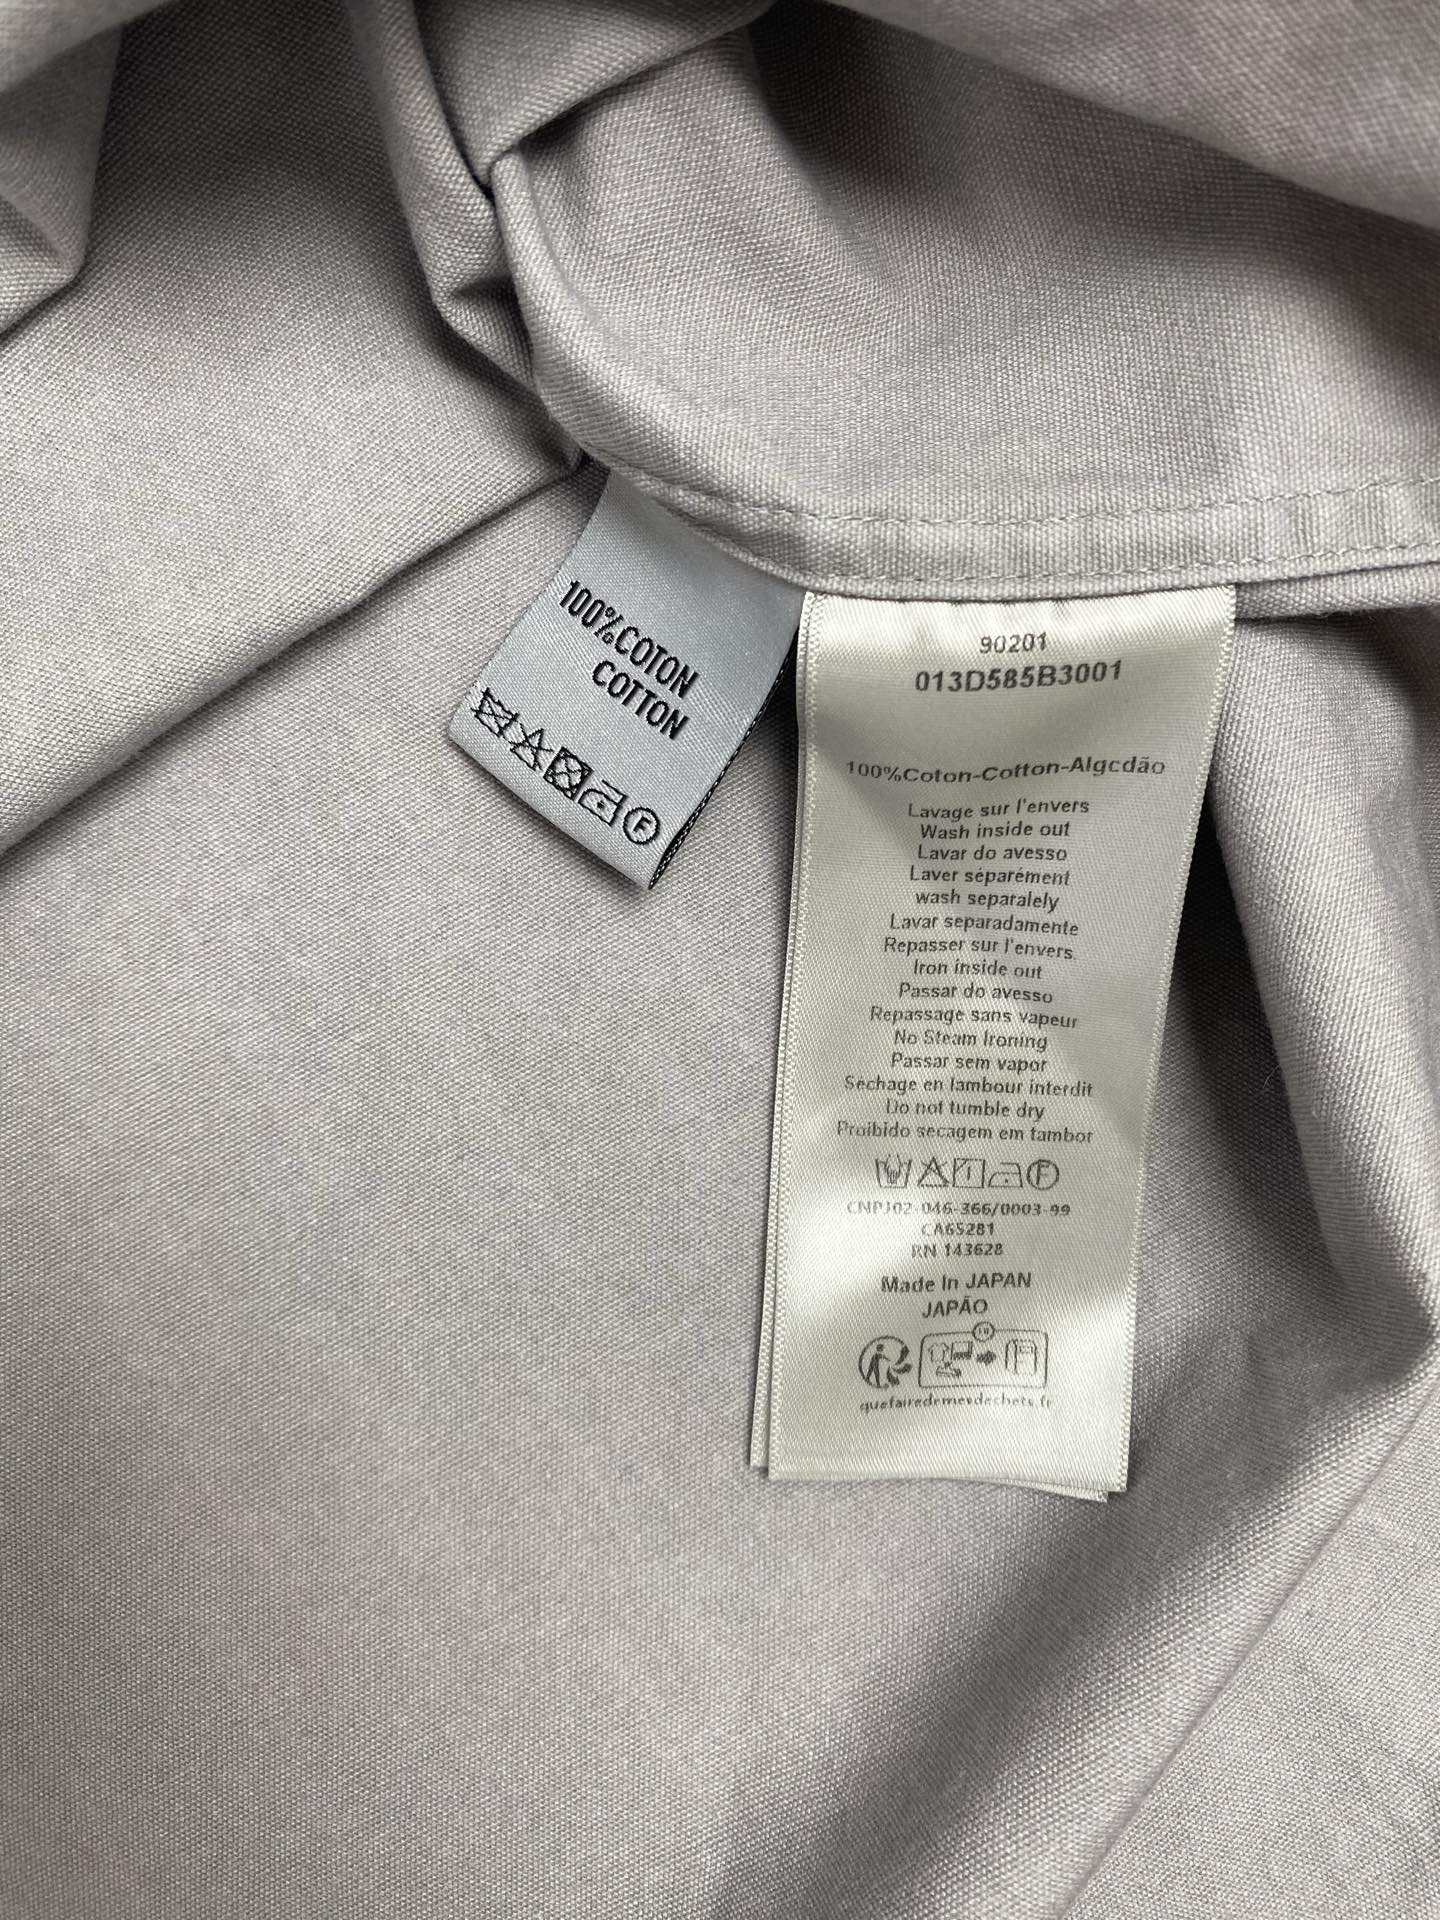 100%COTON
COTTON
F
90201
013D585B3001
100%Coton-Cotton-Algcdão
Lavage sur l'envers
Wash inside out
Lavar do avesso
Laver séparément
wash separalely
Lavar separadamente
Repasser sur l'envers
Iron inside out
Passar do avesso
Repassage sans vapeur
No Steam Ironing
Passar sem vapor
Sechage en lambour interdit
Do not tumble dry
Proibido secagem em tambor
F
CNPJ02-046-366/0003-99
CA65281
RN 143628
Made In JAPAN
JAPÃO
quefairedemesdechets.fr